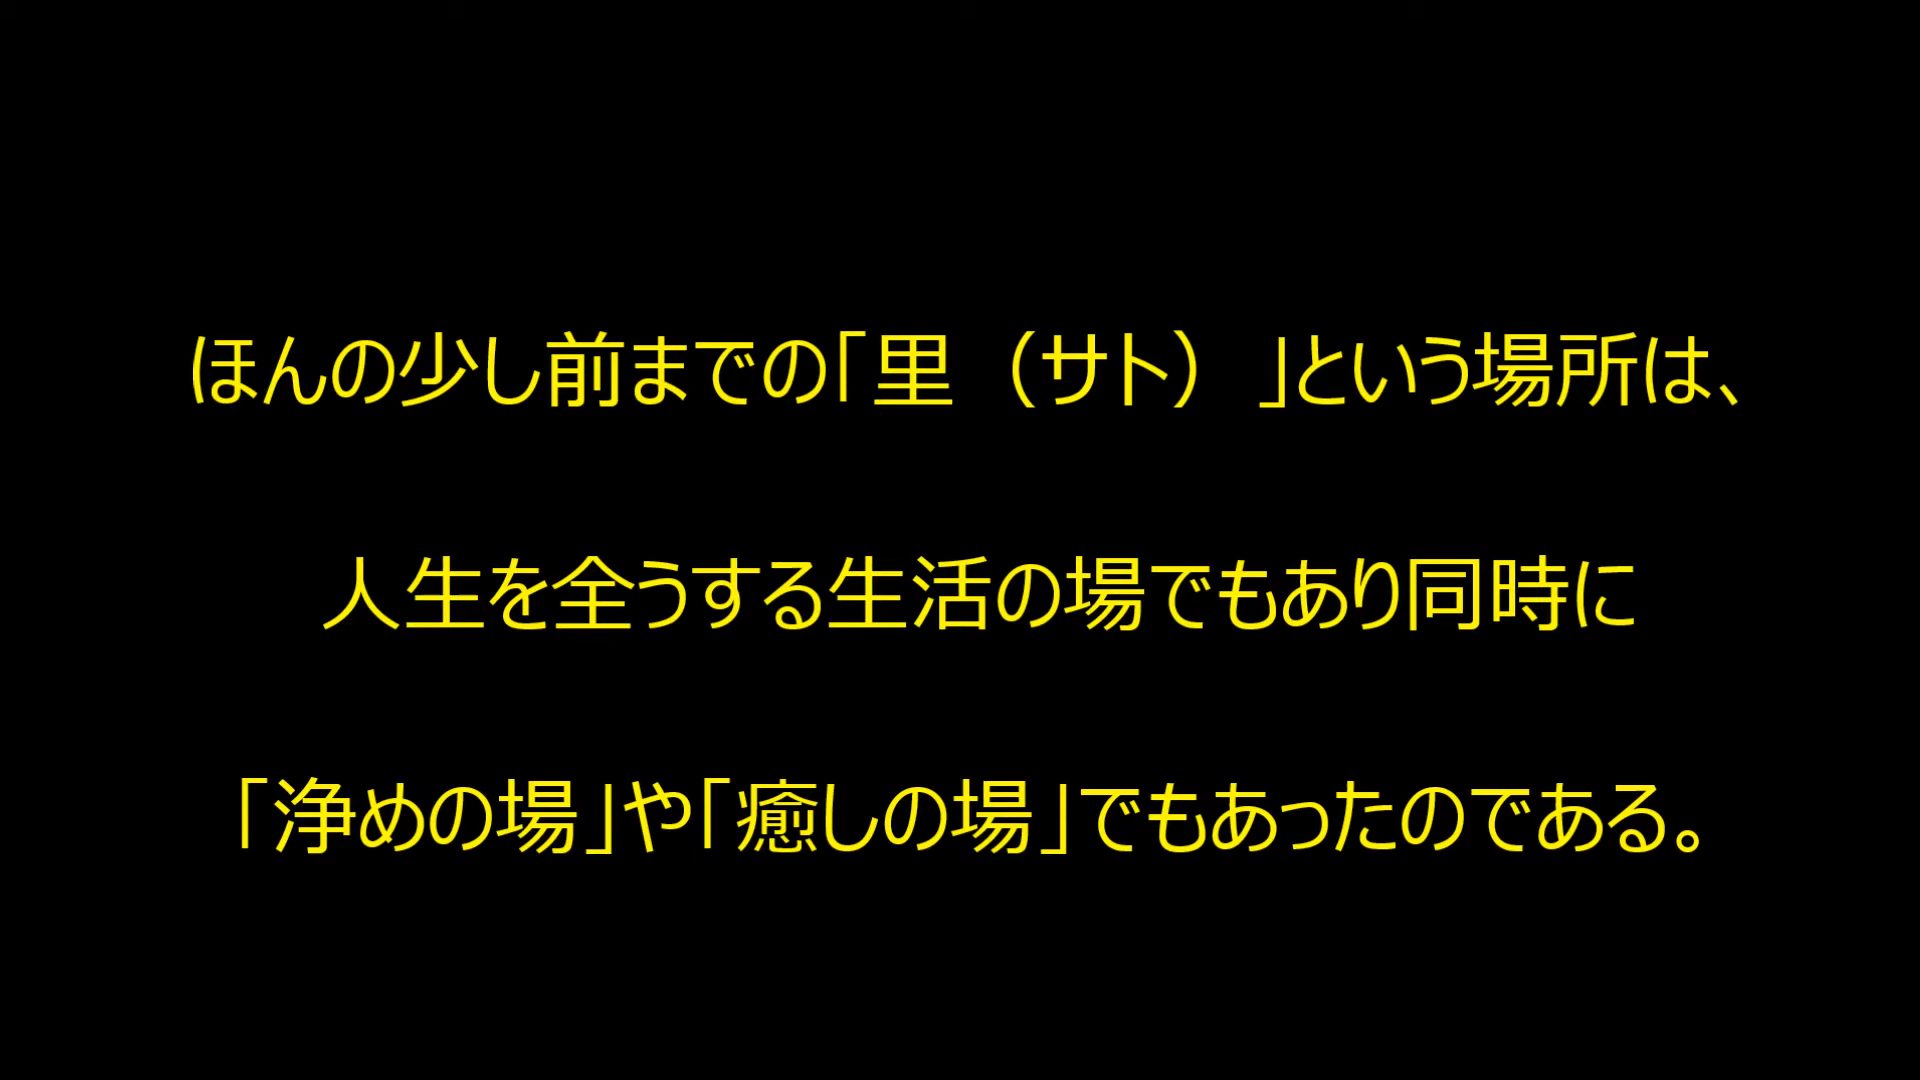 ほんの少し前までの「里（サト）」という場所は、
人生を全うする生活の場でもあり同時に
「浄めの場」や「癒しの場」でもあったのである。